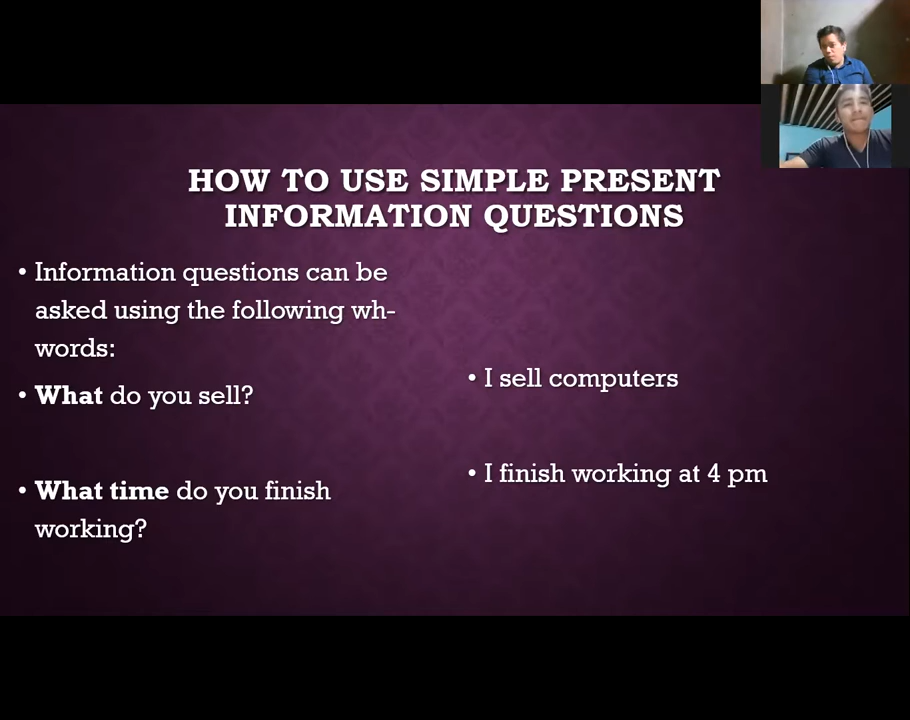 HOW TO USE SIMPLE PRESENT
INFORMATION QUESTIONS
• Information questions can be
asked using the following wh-
words:
• What do you sell?
• What time do you finish
working?
• I sell computers
• I finish working at 4 pm